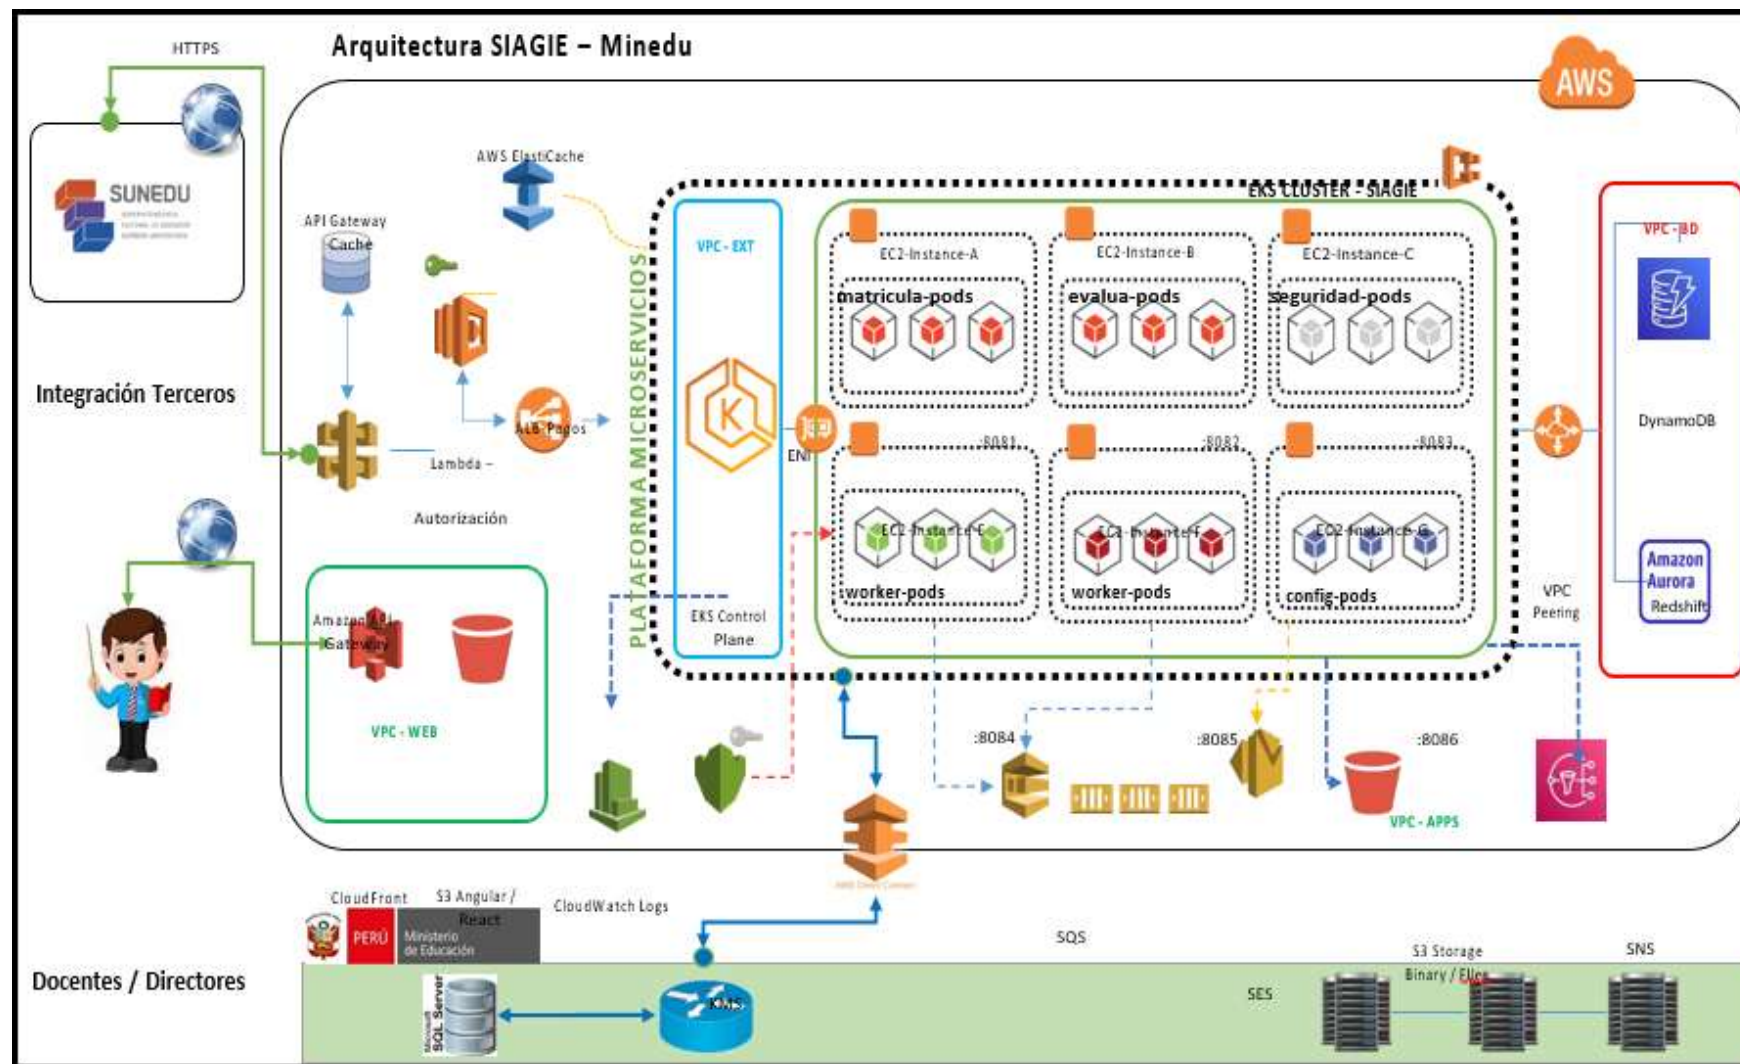 HTTPS
Arquitectura SIAGIE – Minedu
AWS
SUNEDU
AWS ElastiCache
API Gateway
Cache
EKS CLUSTER - SIAGIE
VPC - EXT
VPC - BD
EC2-Instance-A
EC2-Instance-B
EC2-Instance-C
matricula-pods
evalua-pods
seguridad-pods
PLATAFORMA MICROSERVICIOS
Integración Terceros
ALB-Pagos
DynamoDB
ENI
:8081
:8082
:8083
Lambda –
Autorización
EC2-Instance-E
EC2-Instance-F
EC2-Instance-G
worker-pods
worker-pods
config-pods
Amazon
Aurora
Redshift
VPC
Peering
EKS Control
Plane
Amazon API
Gateway
VPC - WEB
:8084
:8085
:8086
VPC - APPS
AWS Direct Connect
CloudFront
S3 Angular /
React
CloudWatch Logs
PERÚ
Ministerio
de Educación
SQS
S3 Storage
Binary / Files
SNS
Docentes / Directores
SES
Microsoft
SQL Server
KMS